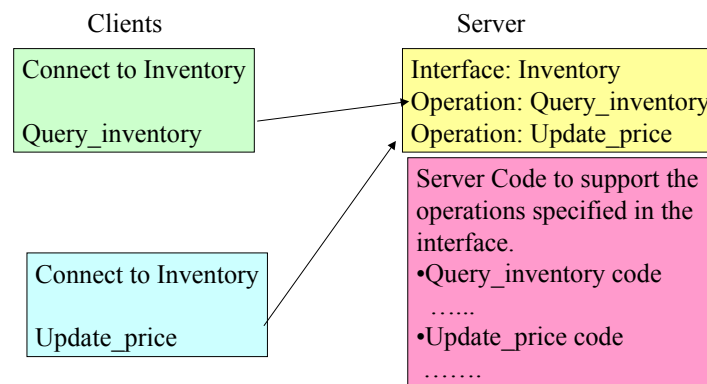 Clients
Server
Connect to Inventory
Query_inventory
Interface: Inventory
Operation: Query_inventory
Operation: Update_price
Server Code to support the
operations specified in the
interface.
•Query_inventory code
…...
•Update_price code
…….
Connect to Inventory
Update_price